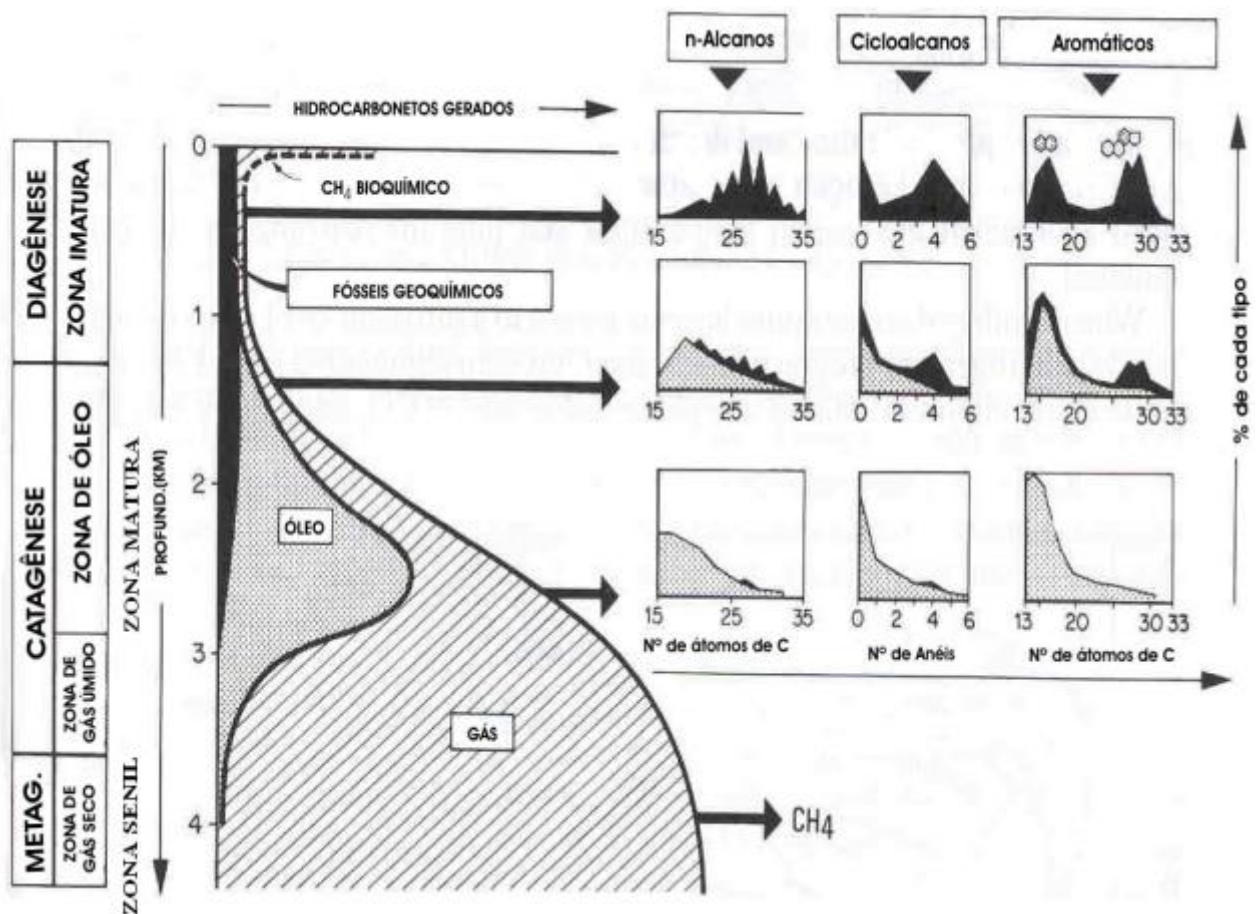 n-Alcanos
Cicloalcanos
Aromáticos
HIDROCARBONETOS GERADOS
0
CH4 BIOQUÍMICO
FÓSSEIS GEOQUÍMICOS
1
2
3
4
DIAGÊNESE
ZONA IMATURA
CATAGÊNESE
ZONA DE ÓLEO
ZONA DE
GÁS ÚMIDO
METAG.
ZONA DE
GÁS SECO
ZONA MATURA
ZONA SENIL
PROFUND.(KM)
ÓLEO
GÁS
CH4
15 25 35
0 2 4 6
13 20 30 33
15 25 35
0 2 4 6
13 20 30 33
15 25 35
0 2 4 6
13 20 30 33
Nº de átomos de C
Nº de Anéis
Nº de átomos de C
% de cada tipo